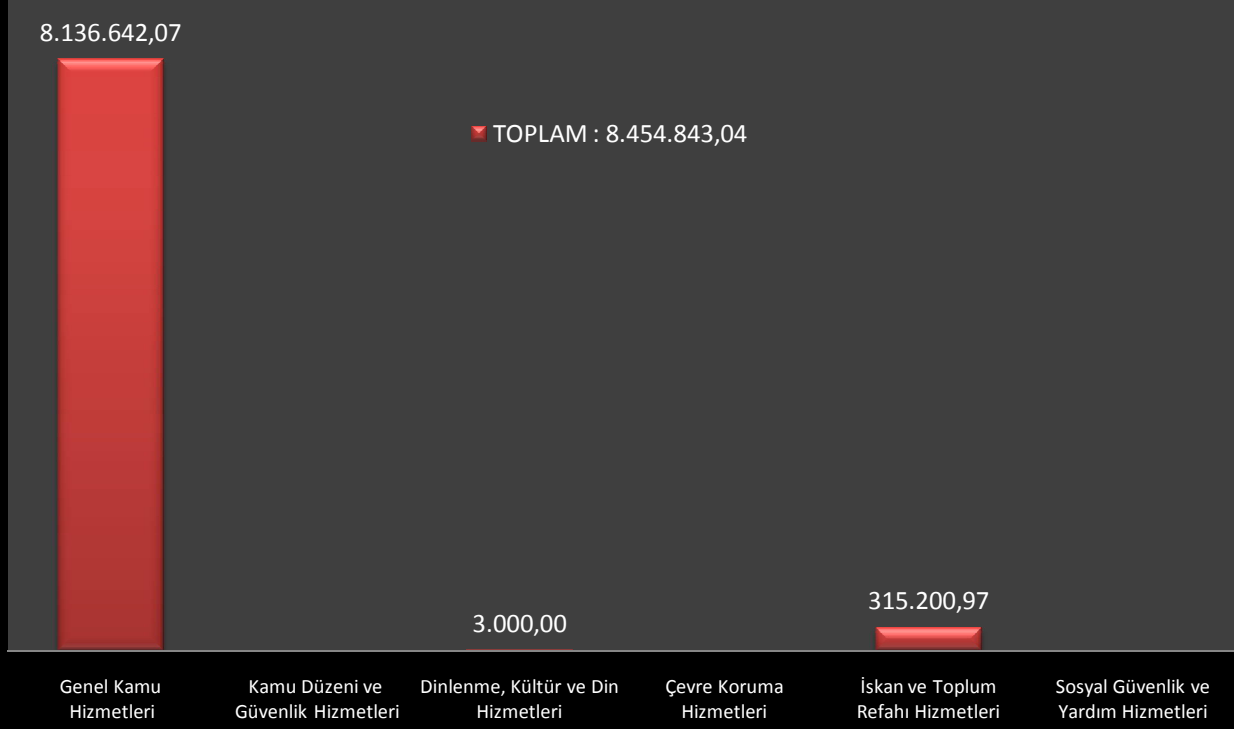 8.136.642,07
TOPLAM : 8.454.843,04
3.000,00
315.200,97
Genel Kamu
Hizmetleri
Kamu Düzeni ve
Güvenlik Hizmetleri
Dinlenme, Kültür ve Din
Hizmetleri
Çevre Koruma
Hizmetleri
İskan ve Toplum
Refahı Hizmetleri
Sosyal Güvenlik ve
Yardım Hizmetleri